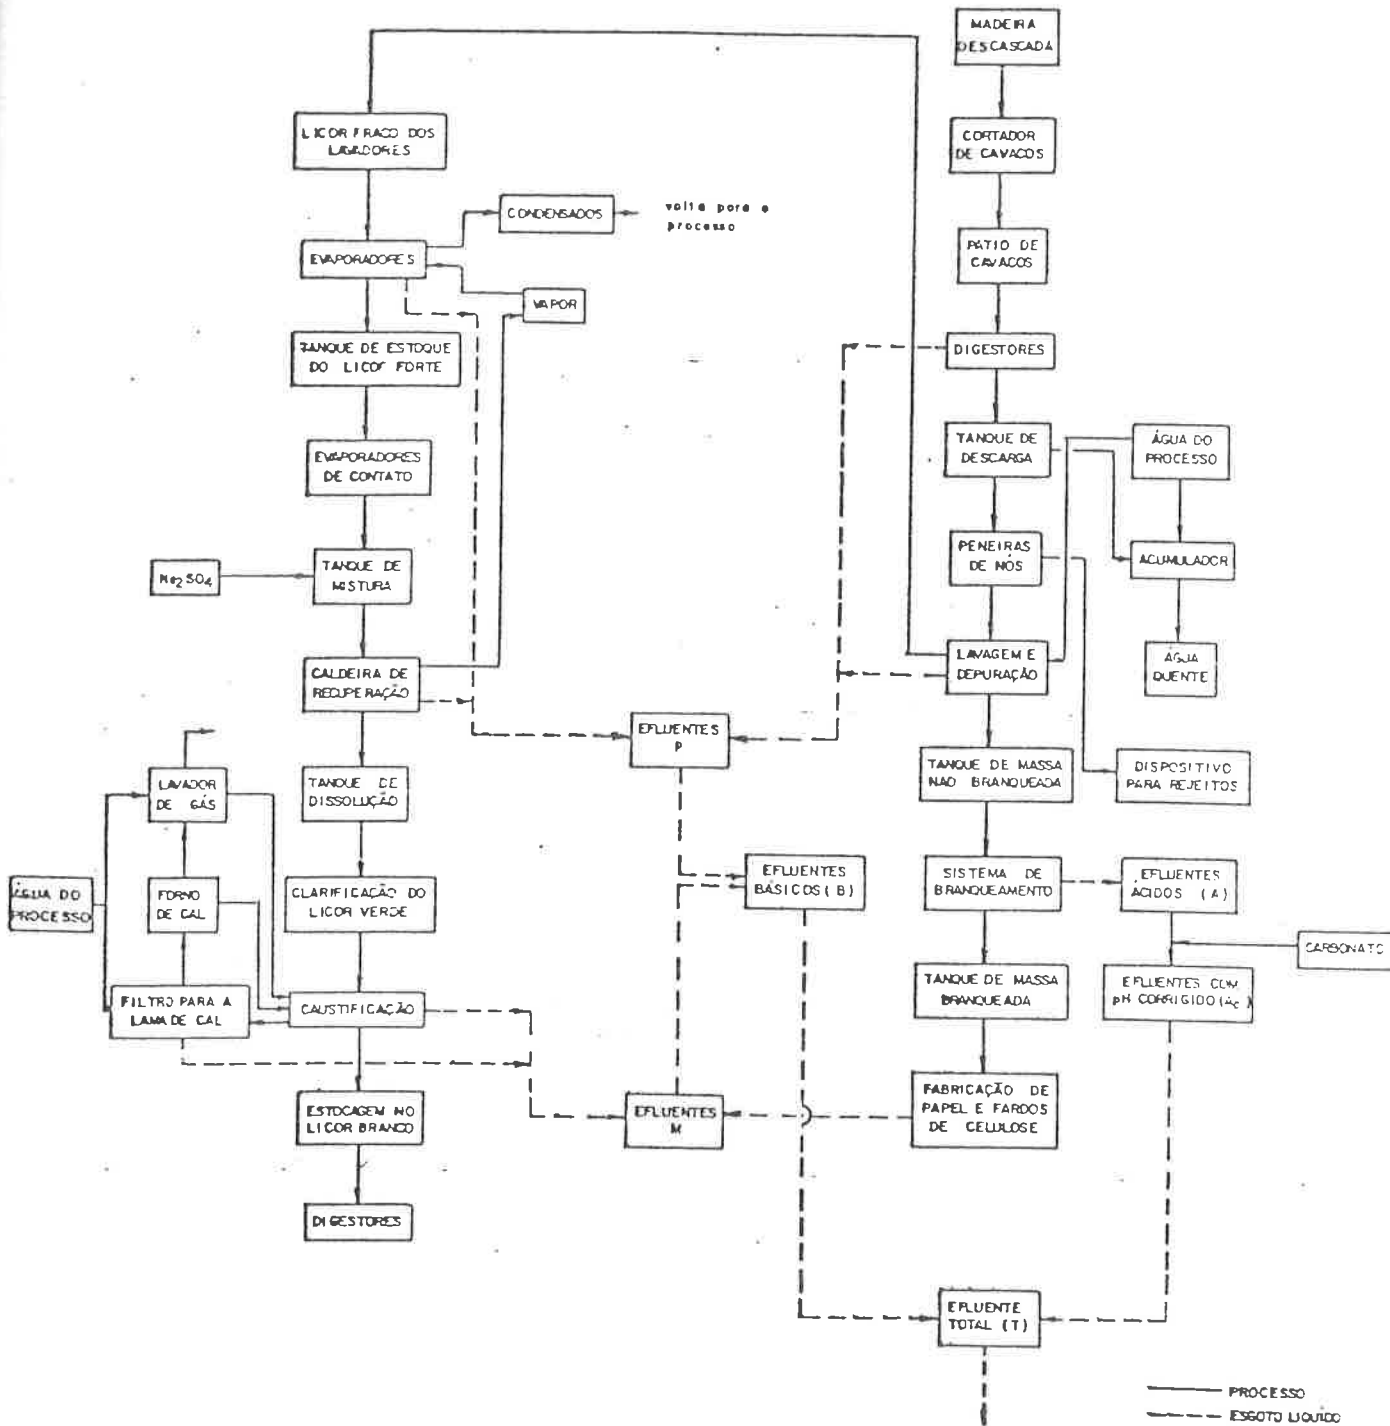 MADEIRA
DESCASCADA
LICOR FRACO DOS
LAVADORES
CORTADOR
DE CAVACOS
CONDENSADOS
volta para o
processo
EVAPORADORES
PATIO DE
CAVACOS
VAPOR
TANQUE DE ESTOQUE
DO LICOR FORTE
DIGESTORES
EVAPORADORES
DE CONTATO
TANQUE DE
DESCARGA
ÁGUA DO
PROCESSO
Na2SO4
TANQUE DE
MISTURA
PENEIRAS
DE NÓS
ACUMULADOR
CALDEIRA DE
RECUPERAÇÃO
LAVAGEM E
DEPURAÇÃO
ÁGUA
QUENTE
EFLUENTES
P
LAVADOR
DE GÁS
TANQUE DE
DISSOLUÇÃO
TANQUE DE MASSA
NÃO BRANQUEADA
DISPOSITIVO
PARA REJEITOS
ÁGUA DO
PROCESSO
FORNO
DE CAL
CLARIFICAÇÃO DO
LICOR VERDE
EFLUENTES
BÁSICOS (B)
SISTEMA DE
BRANQUEAMENTO
EFLUENTES
ÁCIDOS (A)
CARBONATO
FILTRO PARA A
LAMA DE CAL
CAUSTIFICAÇÃO
TANQUE DE MASSA
BRANQUEADA
EFLUENTES COM
pH CORRIGIDO (Ac)
ESTOCAGEM NO
LICOR BRANCO
EFLUENTES
M
FABRICAÇÃO DE
PAPEL E FARDOS
DE CELULOSE
DIGESTORES
EFLUENTE
TOTAL (T)
PROCESSO
ESGOTO LIQUIDO